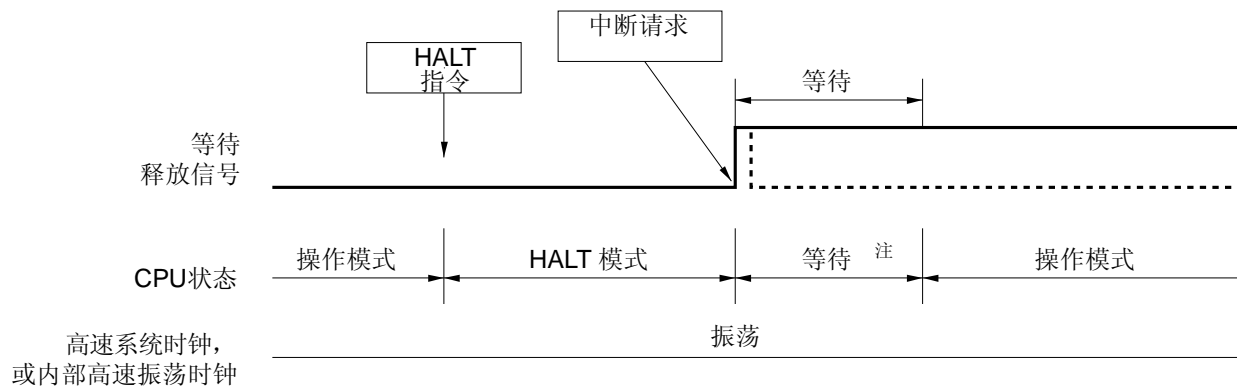 中断请求
HALT
指令
等待
等待
释放信号
操作模式
HALT 模式
等待 注
操作模式
CPU状态
振荡
高速系统时钟，
或内部高速振荡时钟